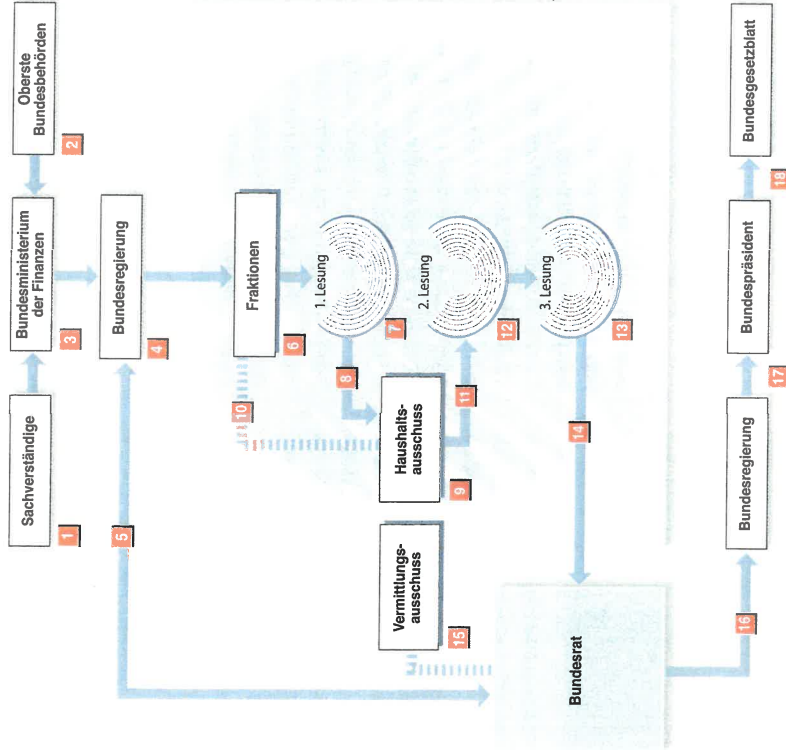 Sachverständige
1
Bundesministerium
der Finanzen
3
Oberste
Bundesbehörden
2
Bundesregierung
4
5
Fraktionen
6
1. Lesung
7
8
Haushalts-
ausschuss
9
10
11
2. Lesung
12
3. Lesung
13
14
Vermittlungs-
ausschuss
15
Bundesrat
16
Bundesregierung
17
Bundespräsident
18
Bundesgesetzblatt